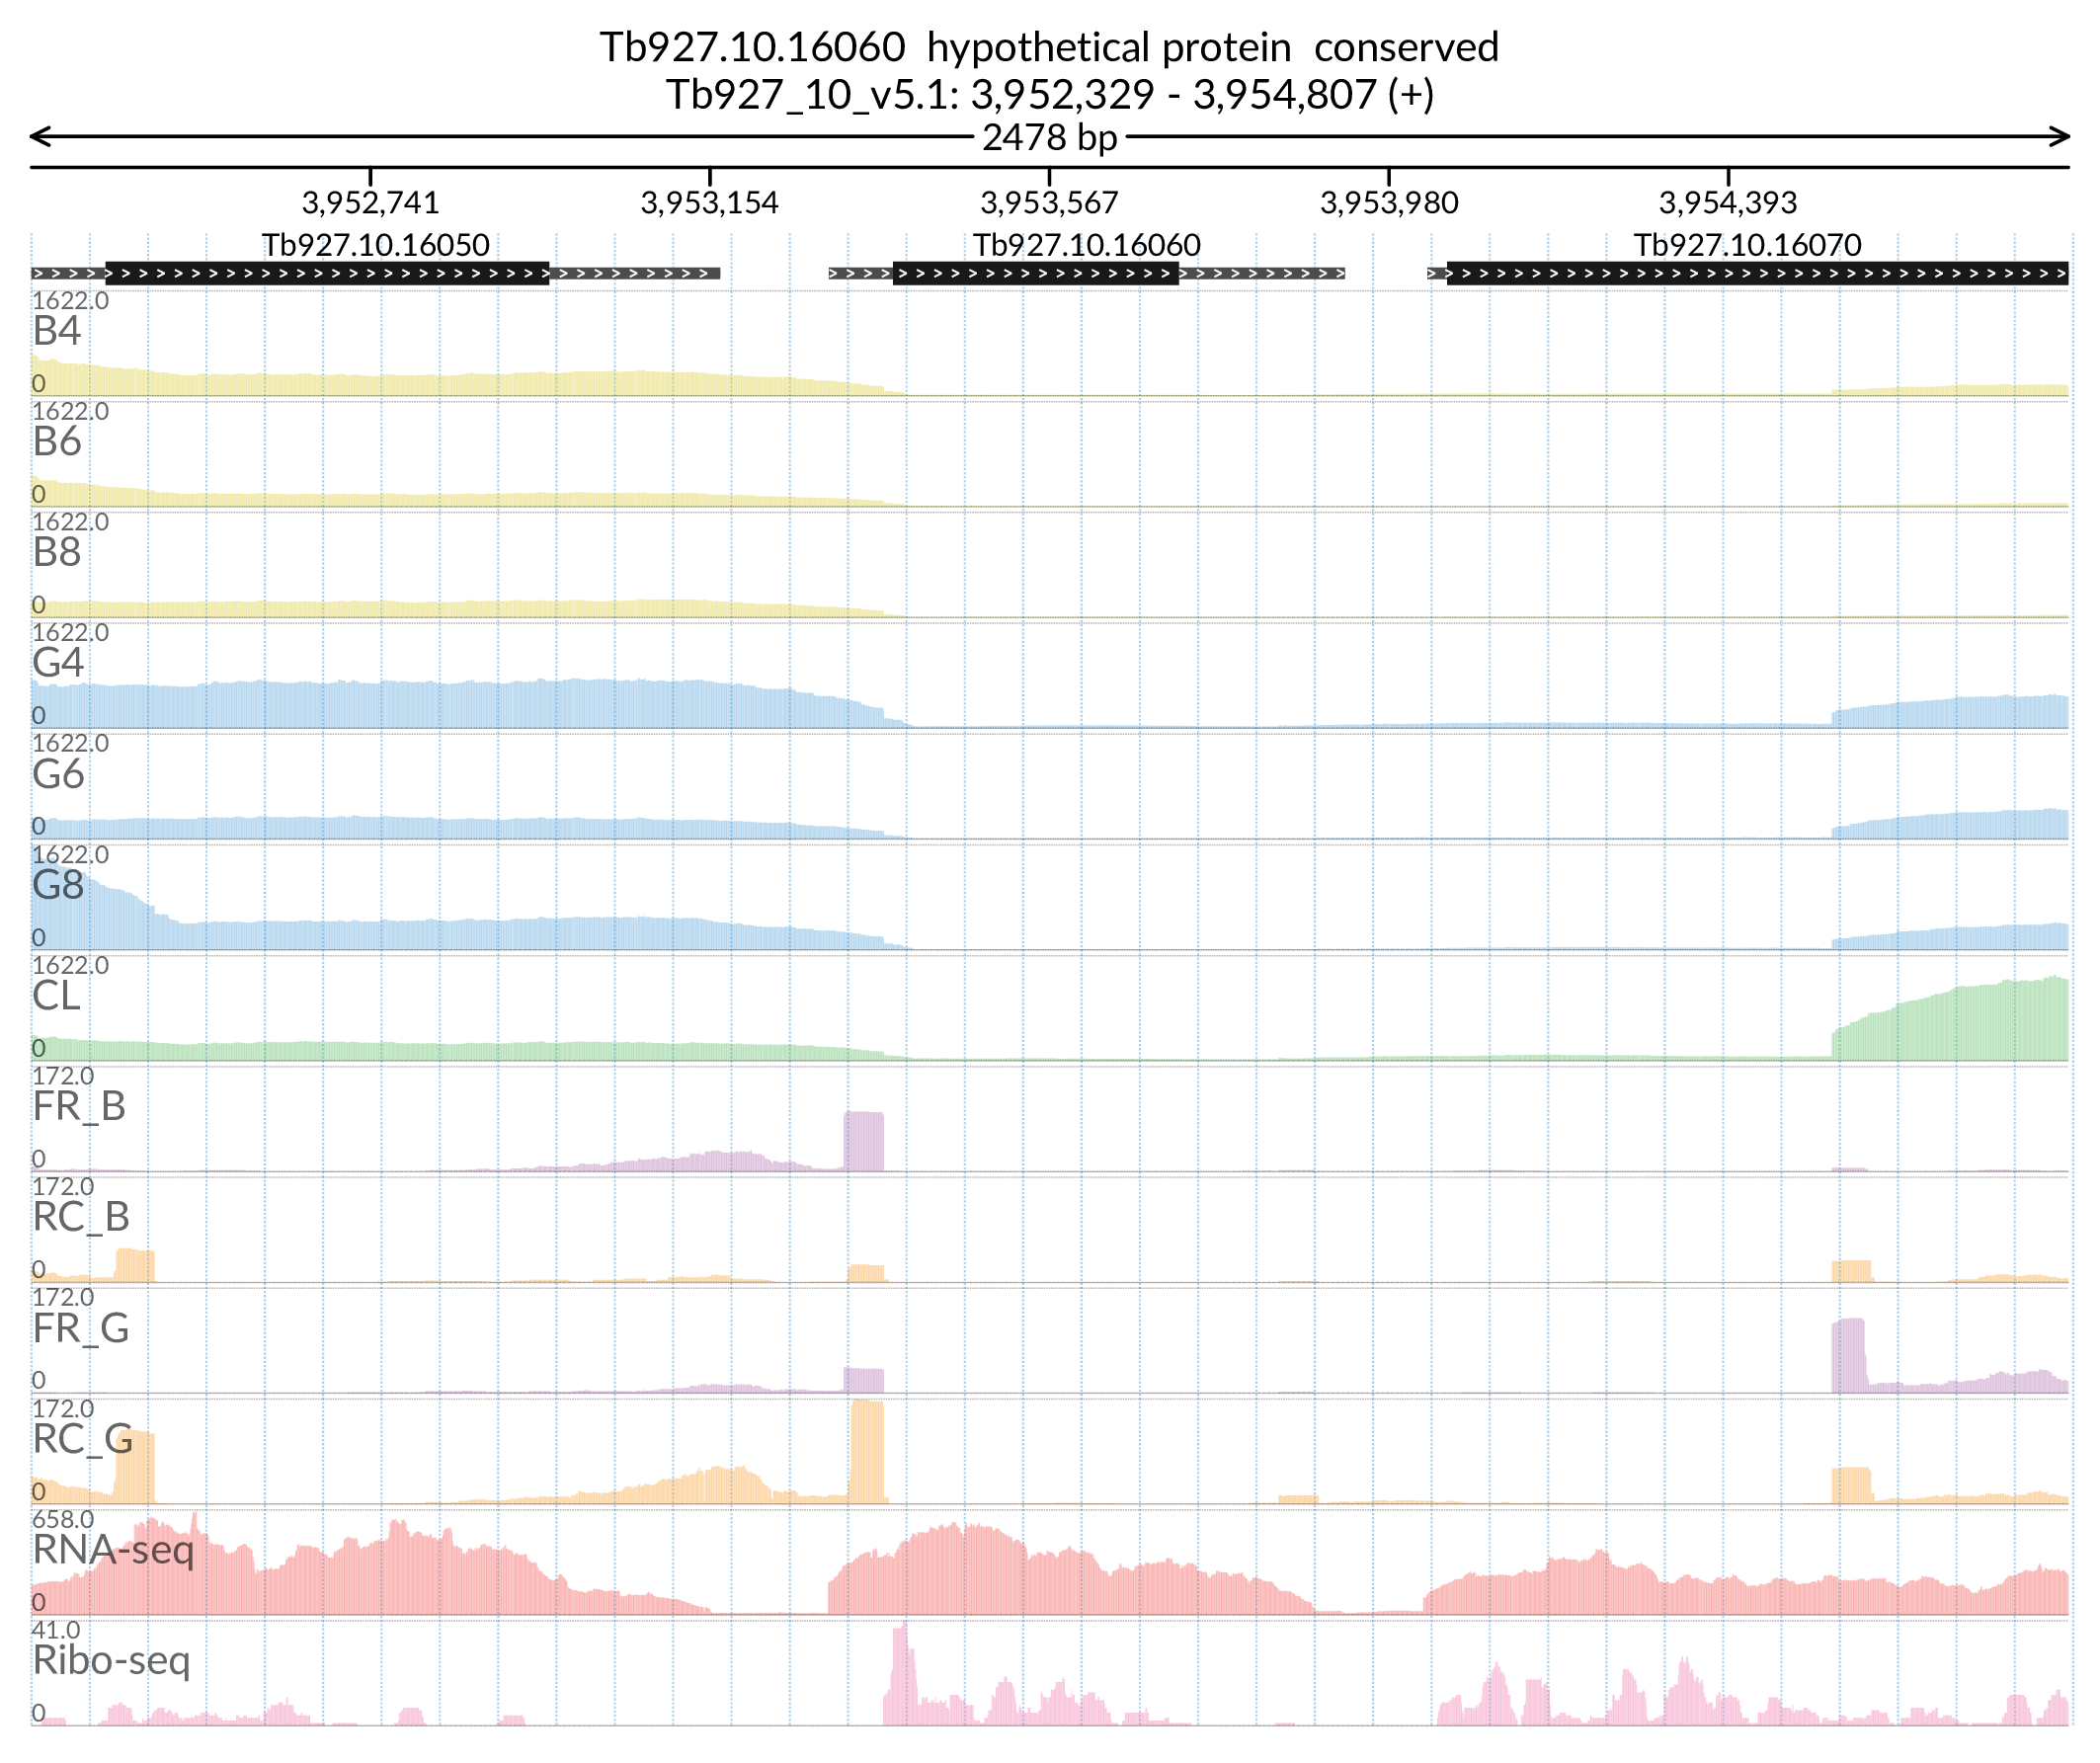 Tb927.10.16060 hypothetical protein conserved
Tb927_10_v5.1: 3,952,329 - 3,954,807 (+)
2478 bp
3,952,741 3,953,154 3,953,567 3,953,980 3,954,393
Tb927.10.16050 Tb927.10.16060 Tb927.10.16070
1622.0
B4
0
1622.0
B6
0
1622.0
B8
0
1622.0
G4
0
1622.0
G6
0
1622.0
G8
0
1622.0
CL
0
172.0
FR_B
0
172.0
RC_B
0
172.0
FR_G
0
172.0
RC_G
0
658.0
RNA-seq
0
41.0
Ribo-seq
0